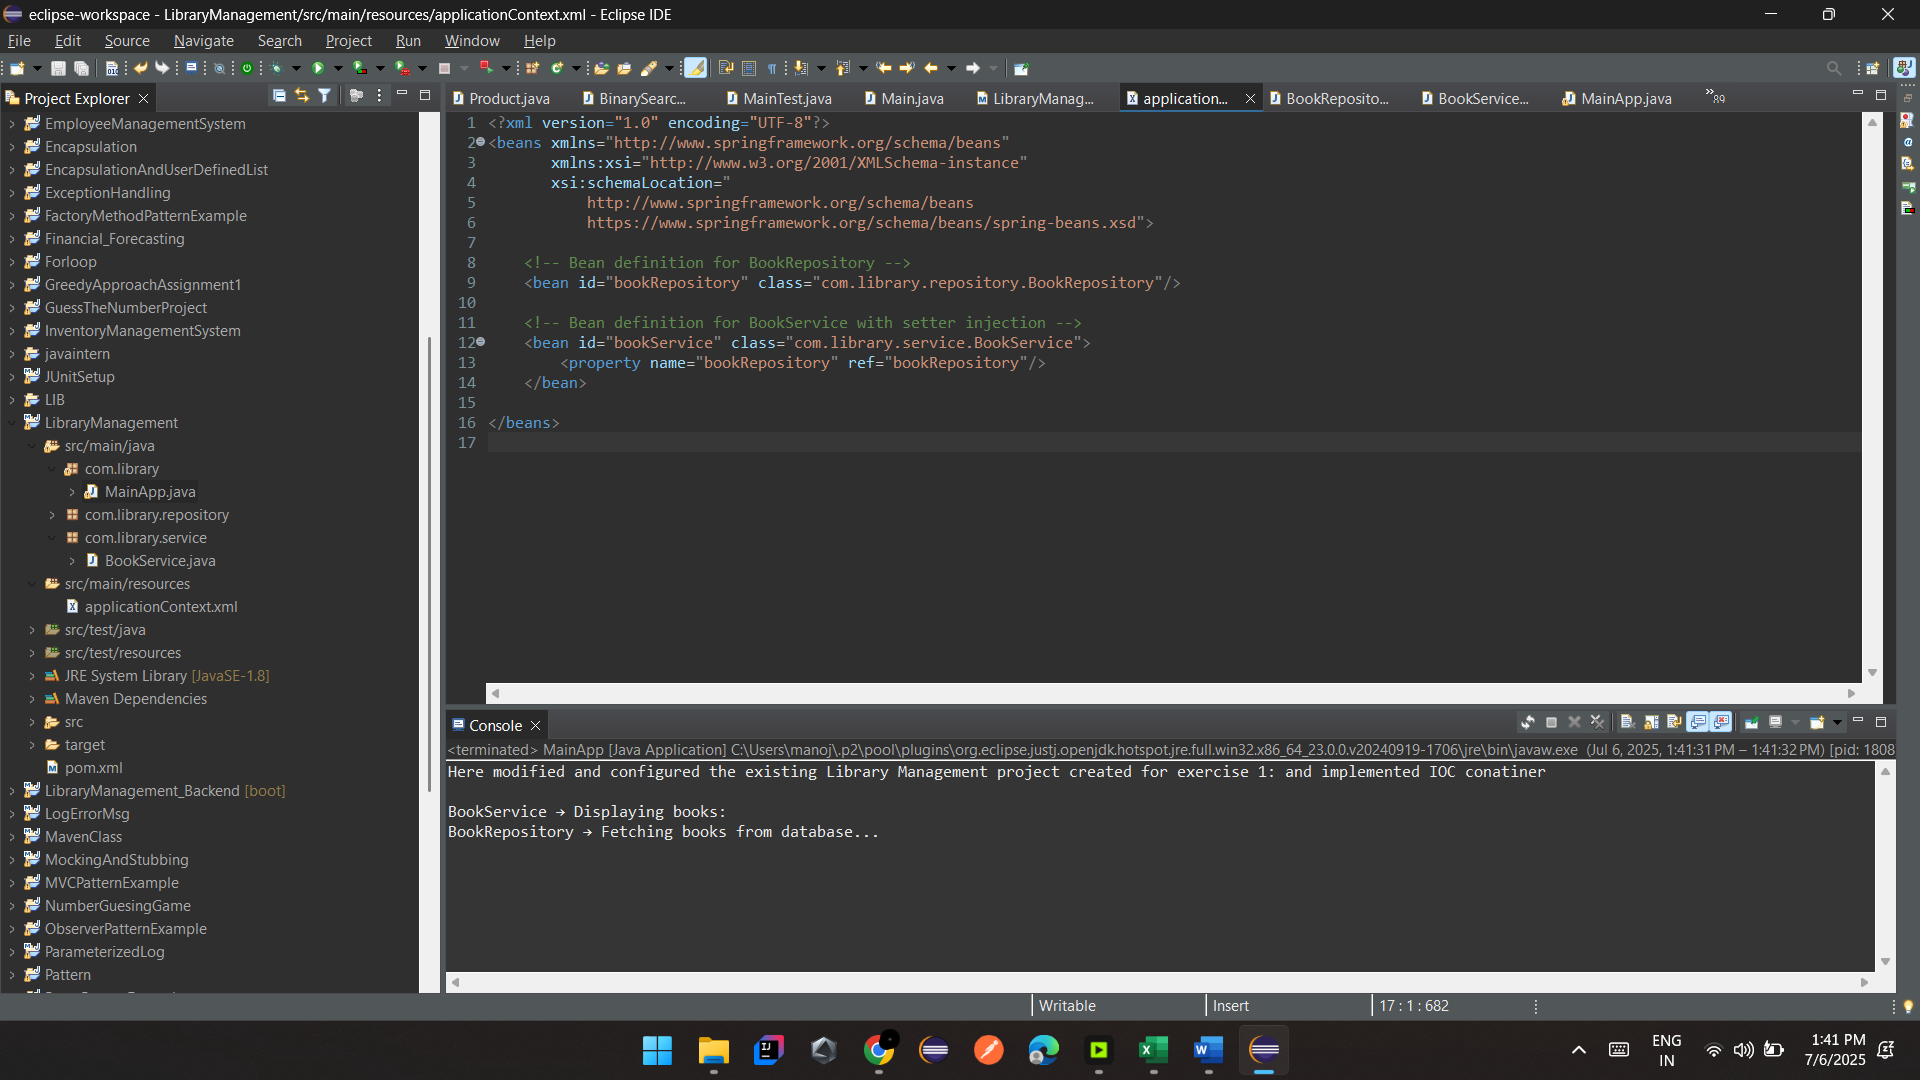 eclipse-workspace - LibraryManagement/src/main/resources/applicationContext.xml - Eclipse IDE
File Edit Source Navigate Search Project Run Window Help
Project Explorer
EmployeeManagementSystem
Encapsulation
EncapsulationAndUserDefinedList
ExceptionHandling
FactoryMethodPatternExample
Financial_Forecasting
Forloop
GreedyApproachAssignment1
GuessTheNumberProject
InventoryManagementSystem
javaintern
JUnitSetup
LIB
LibraryManagement
src/main/java
com.library
MainApp.java
com.library.repository
com.library.service
BookService.java
src/main/resources
applicationContext.xml
src/test/java
src/test/resources
JRE System Library [JavaSE-1.8]
Maven Dependencies
src
target
pom.xml
LibraryManagement_Backend [boot]
LogErrorMsg
MavenClass
MockingAndStubbing
MVCPatternExample
NumberGuesingGame
ObserverPatternExample
ParameterizedLog
Pattern
Product.java BinarySearc... MainTest.java Main.java LibraryManag... application... BookReposito... BookService... MainApp.java »89
1 <?xml version="1.0" encoding="UTF-8"?>
2 <beans xmlns="http://www.springframework.org/schema/beans"
3 xmlns:xsi="http://www.w3.org/2001/XMLSchema-instance"
4 xsi:schemaLocation="
5 http://www.springframework.org/schema/beans
6 https://www.springframework.org/schema/beans/spring-beans.xsd">
7
8 <!-- Bean definition for BookRepository -->
9 <bean id="bookRepository" class="com.library.repository.BookRepository"/>
10
11 <!-- Bean definition for BookService with setter injection -->
12 <bean id="bookService" class="com.library.service.BookService">
13 <property name="bookRepository" ref="bookRepository"/>
14 </bean>
15
16 </beans>
17
Console
<terminated> MainApp [Java Application] C:\Users\manoj\.p2\pool\plugins\org.eclipse.justj.openjdk.hotspot.jre.full.win32.x86_64_23.0.0.v20240919-1706\jre\bin\javaw.exe (Jul 6, 2025, 1:41:31 PM – 1:41:32 PM) [pid: 1808
Here modified and configured the existing Library Management project created for exercise 1: and implemented IOC conatiner
BookService → Displaying books:
BookRepository → Fetching books from database...
Writable Insert 17 : 1 : 682
ENG
IN
1:41 PM
7/6/2025